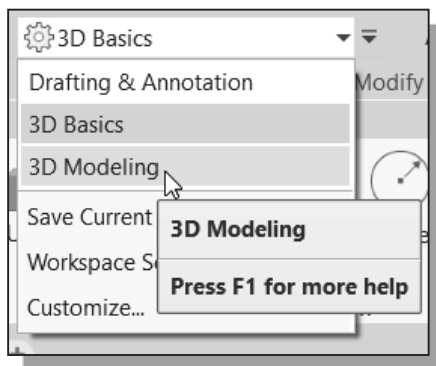 3D Basics
Drafting & Annotation
Modify
3D Basics
3D Modeling
Save Current
3D Modeling
Workspace S
Press F1 for more help
Customize...